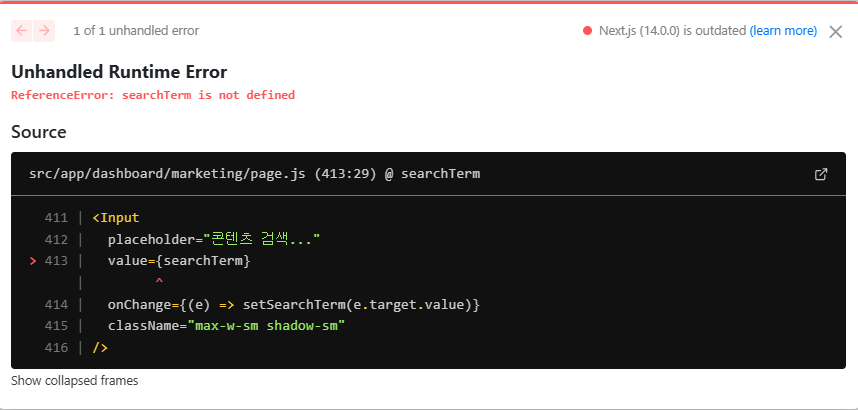 1 of 1 unhandled error
Next.js (14.0.0) is outdated (learn more)
Unhandled Runtime Error
ReferenceError: searchTerm is not defined
Source
src/app/dashboard/marketing/page.js (413:29) @ searchTerm
411 | <Input
412 |   placeholder="콘텐츠 검색..."
> 413 |   value={searchTerm}
|         ^
414 |   onChange={(e) => setSearchTerm(e.target.value)}
415 |   className="max-w-sm shadow-sm"
416 | />
Show collapsed frames